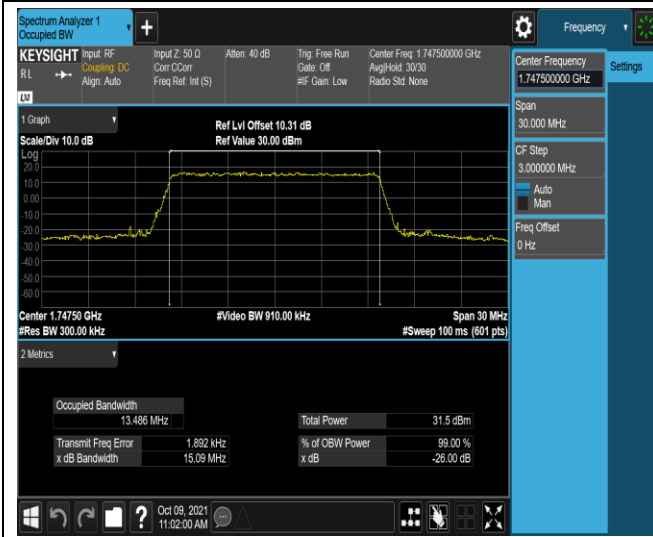 Spectrum Analyzer 1
Occupied BW
+
Frequency
KEYSIGHT
RL
LXI
Input: RF
Coupling: DC
Align: Auto
Input Z: 50 Ω
Corr CCorr
Freq Ref: Int (S)
Atten: 40 dB
Trig: Free Run
Gate: Off
#IF Gain: Low
Center Freq: 1.747500000 GHz
Avg|Hold: 30/30
Radio Std: None
Center Frequency
1.747500000 GHz
Settings
Span
30.000 MHz
CF Step
3.000000 MHz
Auto
Man
Freq Offset
0 Hz
1 Graph
Scale/Div 10.0 dB
Ref Lvl Offset 10.31 dB
Ref Value 30.00 dBm
Log
20.0
10.0
0.00
-10.0
-20.0
-30.0
-40.0
-50.0
-60.0
Center 1.74750 GHz
#Res BW 300.00 kHz
#Video BW 910.00 kHz
Span 30 MHz
#Sweep 100 ms (601 pts)
2 Metrics
Occupied Bandwidth
13.486 MHz
Total Power 31.5 dBm
Transmit Freq Error 1.892 kHz
% of OBW Power 99.00 %
x dB Bandwidth 15.09 MHz
x dB -26.00 dB
?
Oct 09, 2021
11:02:00 AM